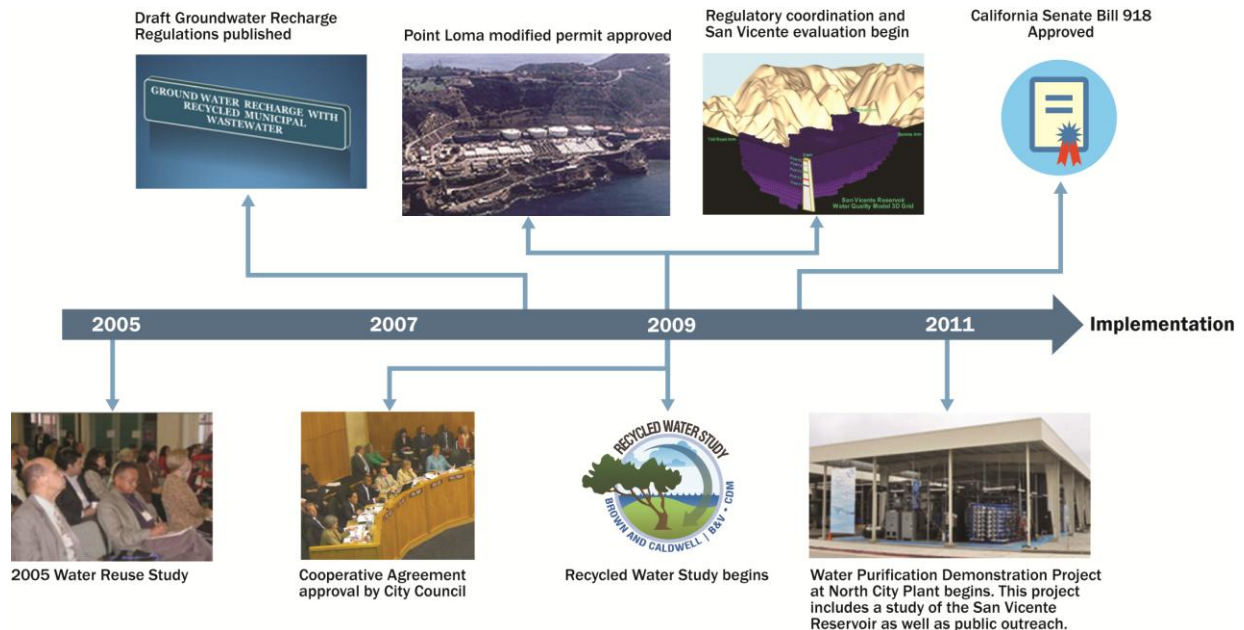 Draft Groundwater Recharge
Regulations published
Point Loma modified permit approved
Regulatory coordination and
San Vicente evaluation begin
California Senate Bill 918
Approved
GROUND WATER RECHARGE WITH
RECYCLED MUNICIPAL
WASTEWATER
San Vicente Reservoir
Water Quality Model 3D Grid
2005
2007
2009
2011
Implementation
RECYCLED WATER STUDY
BROWN AND CALDWELL | B&V • CDM
2005 Water Reuse Study
Cooperative Agreement
approval by City Council
Recycled Water Study begins
Water Purification Demonstration Project
at North City Plant begins. This project
includes a study of the San Vicente
Reservoir as well as public outreach.